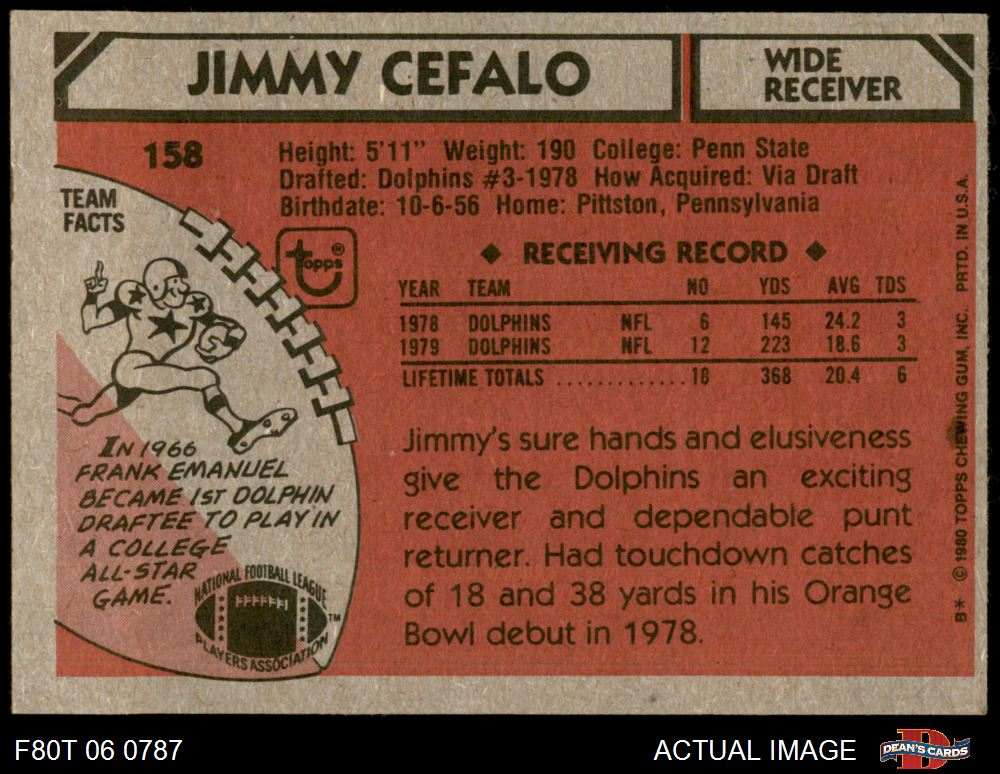 JIMMY CEFALO
WIDE
RECEIVER
158
Height: 5'11" Weight: 190 College: Penn State
Drafted: Dolphins #3-1978 How Acquired: Via Draft
Birthdate: 10-6-56 Home: Pittston, Pennsylvania
TEAM
FACTS
topps®
◆ RECEIVING RECORD ◆
YEAR TEAM NO YDS AVG TDS
1978 DOLPHINS NFL 6 145 24.2 3
1979 DOLPHINS NFL 12 223 18.6 3
LIFETIME TOTALS ............. 18 368 20.4 6
IN 1966
FRANK EMANUEL
BECAME 1ST DOLPHIN
DRAFTEE TO PLAY IN
A COLLEGE
ALL-STAR
GAME.
NATIONAL FOOTBALL LEAGUE
PLAYERS ASSOCIATION
TM
Jimmy's sure hands and elusiveness
give the Dolphins an exciting
receiver and dependable punt
returner. Had touchdown catches
of 18 and 38 yards in his Orange
Bowl debut in 1978.
B* © 1980 TOPPS CHEWING GUM, INC. PRTD. IN U.S.A.
F80T 06 0787
ACTUAL IMAGE
DEAN'S CARDS